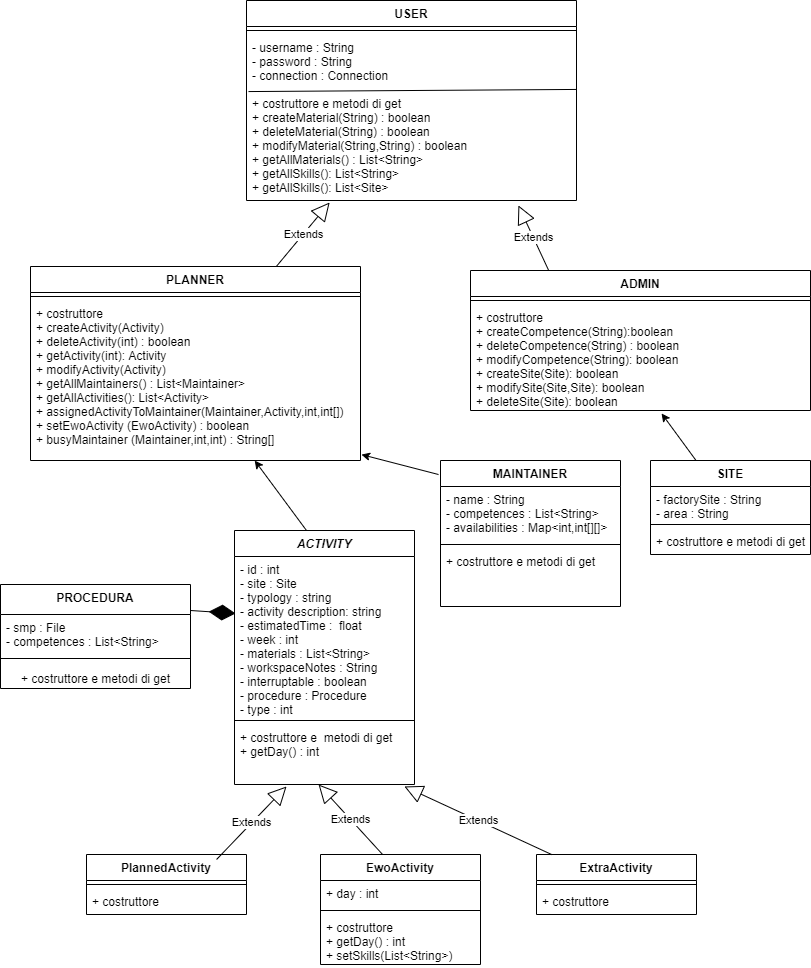 USER
- username : String
- password : String
- connection : Connection
+ costruttore e metodi di get
+ createMaterial(String) : boolean
+ deleteMaterial(String) : boolean
+ modifyMaterial(String,String) : boolean
+ getAllMaterials() : List<String>
+ getAllSkills(): List<String>
+ getAllSkills(): List<Site>
Extends
Extends
PLANNER
+ costruttore
+ createActivity(Activity)
+ deleteActivity(int) : boolean
+ getActivity(int): Activity
+ modifyActivity(Activity)
+ getAllMaintainers() : List<Maintainer>
+ getAllActivities(): List<Activity>
+ assignedActivityToMaintainer(Maintainer,Activity,int,int[])
+ setEwoActivity (EwoActivity) : boolean
+ busyMaintainer (Maintainer,int,int) : String[]
ADMIN
+ costruttore
+ createCompetence(String):boolean
+ deleteCompetence(String) : boolean
+ modifyCompetence(String): boolean
+ createSite(Site): boolean
+ modifySite(Site,Site): boolean
+ deleteSite(Site): boolean
MAINTAINER
- name : String
- competences : List<String>
- availabilities : Map<int,int[][]>
+ costruttore e metodi di get
SITE
- factorySite : String
- area : String
+ costruttore e metodi di get
ACTIVITY
- id : int
- site : Site
- typology : string
- activity description: string
- estimatedTime :  float
- week : int
- materials : List<String>
- workspaceNotes : String
- interruptable : boolean
- procedure : Procedure
- type : int
+ costruttore e  metodi di get
+ getDay() : int
PROCEDURA
- smp : File
- competences : List<String>
+ costruttore e metodi di get
Extends
Extends
Extends
PlannedActivity
+ costruttore
EwoActivity
+ day : int
+ costruttore
+ getDay() : int
+ setSkills(List<String>)
ExtraActivity
+ costruttore